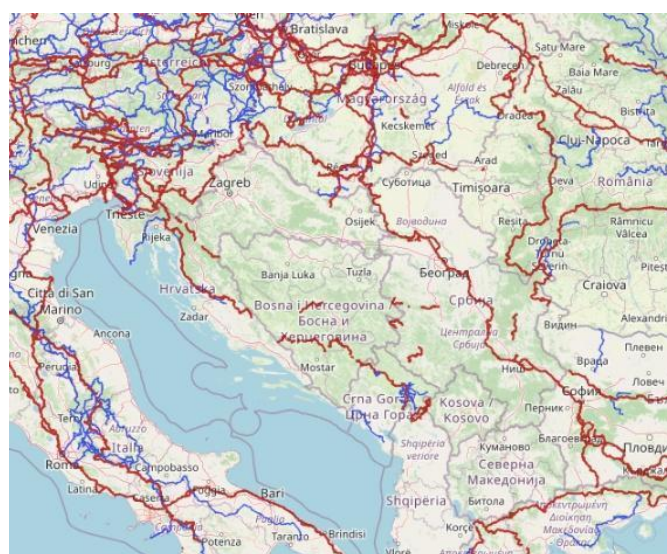 Bratislava
Miskolc
Satu Mare
Baia Mare
Debrecen
Zalău
Alföld és
Észak
Magyarország
Kecskemét
Oradea
Bistrița
Cluj-Napoca
Maribor
Slovenija
Udine
Zagreb
Szeged
Arad
Deva
România
Trieste
Суботица
Timișoara
Venezia
Rijeka
Osijek
Војводина
Reșița
Râmnicu
Vâlcea
Drobeta-
Turnu
Severin
Banja Luka
Tuzla
Београд
Pitești
Hrvatska
Craiova
Città di San
Marino
Bosna i Hercegovina /
Босна и
Херцеговина
Србија
Zadar
Видин
Alexandria
Ancona
Централна
Србија
Враца
Плевен
Perugia
Mostar
Ниш
Ловеч
София
Crna Gora /
Црна Гора
Kosova /
Kosovo
Перник
Abruzzo
Italia
Куманово
Благоевград
Пловдив
Roma
Campobasso
Shqipëria
veriore
Северна
Македонија
Latina
Caserta
Foggia
Bari
Shqipëria
Битола
Campania
Puglia
Potenza
Taranto
Brindisi
Korçë
Vlorë
Македония